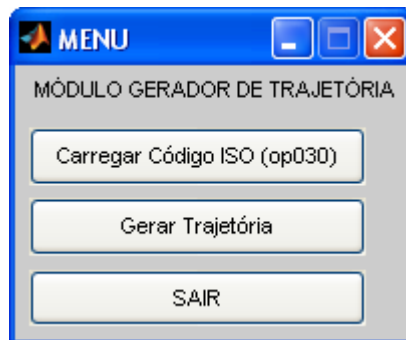 MENU
MÓDULO GERADOR DE TRAJETÓRIA
Carregar Código ISO (op030)
Gerar Trajetória
SAIR